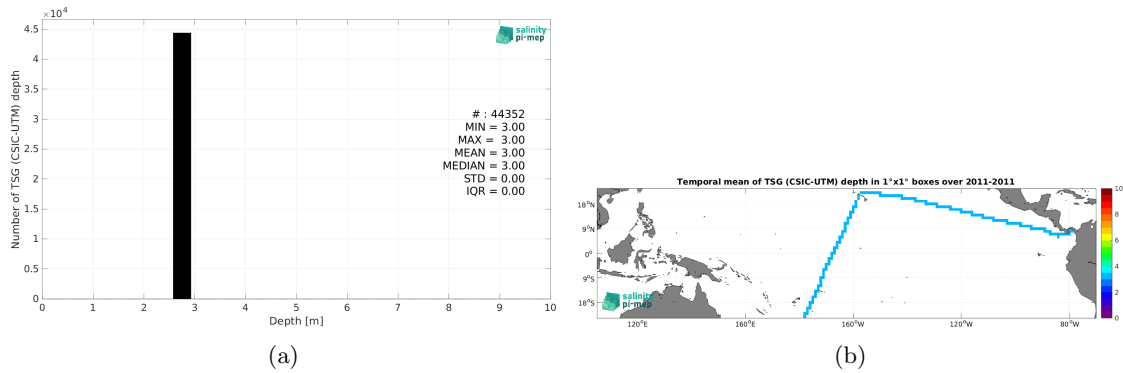 ×10⁴
4.5
4
3.5
3
2.5
2
1.5
1
0.5
0
Number of TSG (CSIC-UTM) depth
salinity
pi-mep
# : 44352
MIN = 3.00
MAX = 3.00
MEAN = 3.00
MEDIAN = 3.00
STD = 0.00
IQR = 0.00
0 1 2 3 4 5 6 7 8 9 10
Depth [m]
(a)
Temporal mean of TSG (CSIC-UTM) depth in 1°x1° boxes over 2011-2011
18°N
9°N
0°
9°S
18°S
salinity
pi-mep
120°E 160°E 160°W 120°W 80°W
10
8
6
4
2
0
(b)